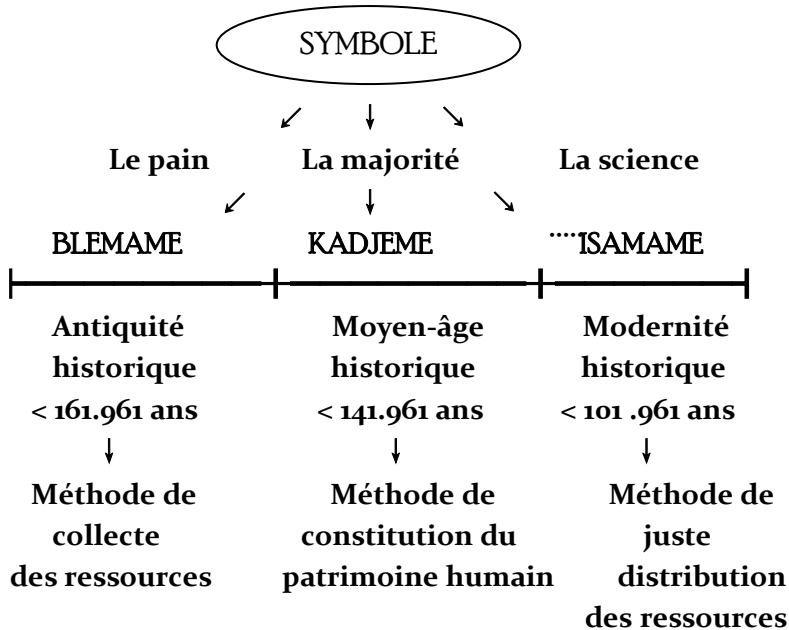 SYMBOLE
Le pain La majorité La science
BLEMAME KADJEME .....ISAMAME
Antiquité historique
< 161.961 ans
Moyen-âge historique
< 141.961 ans
Modernité historique
< 101 .961 ans
Méthode de
collecte
des ressources
Méthode de
constitution du
patrimoine humain
Méthode de
juste
distribution
des ressources